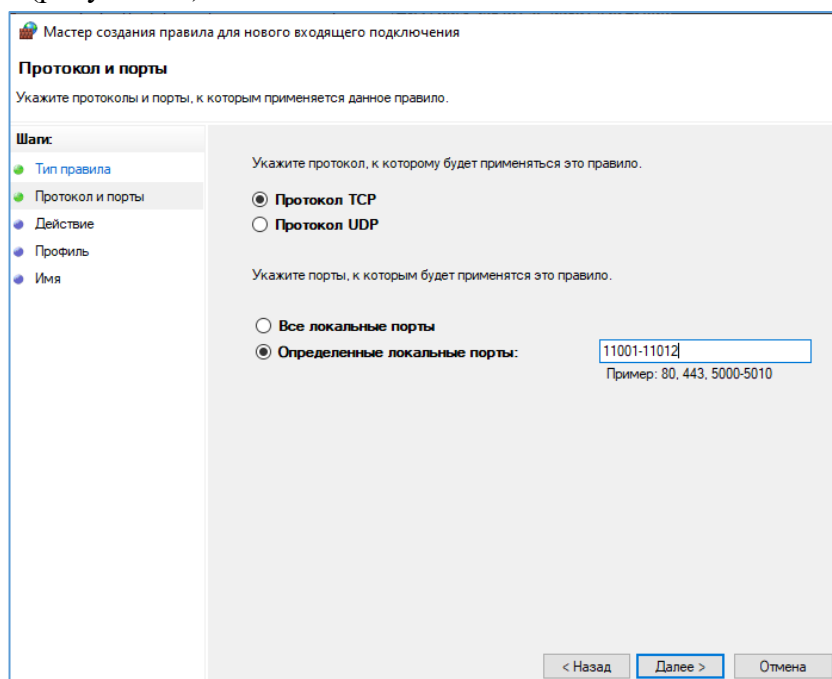 Мастер создания правила для нового входящего подключения
Протокол и порты
Укажите протоколы и порты, к которым применяется данное правило.
Шаги:
Тип правила
Протокол и порты
Действие
Профиль
Имя
Укажите протокол, к которому будет применяться это правило.
Протокол TCP
Протокол UDP
Укажите порты, к которым будет применятся это правило.
Все локальные порты
Определенные локальные порты:
11001-11012
Пример: 80, 443, 5000-5010
< Назад
Далее >
Отмена